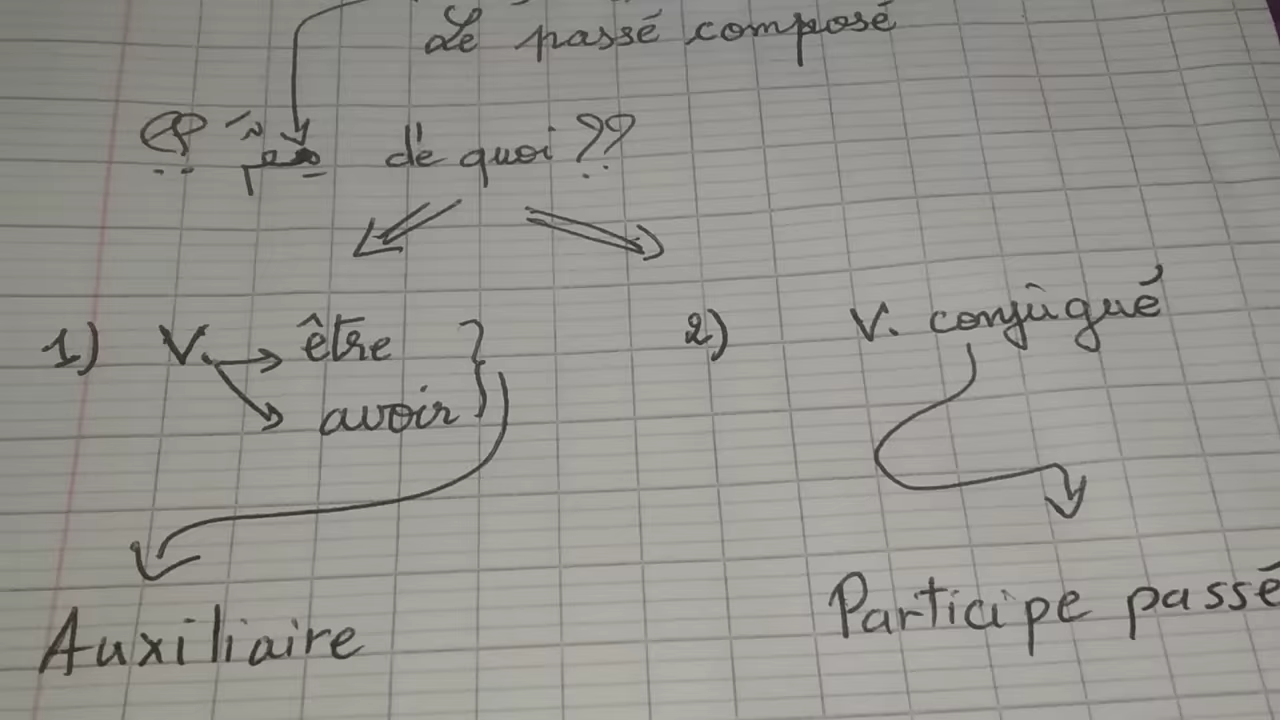 Le passé composé
de quoi ??
1) V. → être }
→ avoir }
2) V. conjugué
Auxiliaire
Participe passé